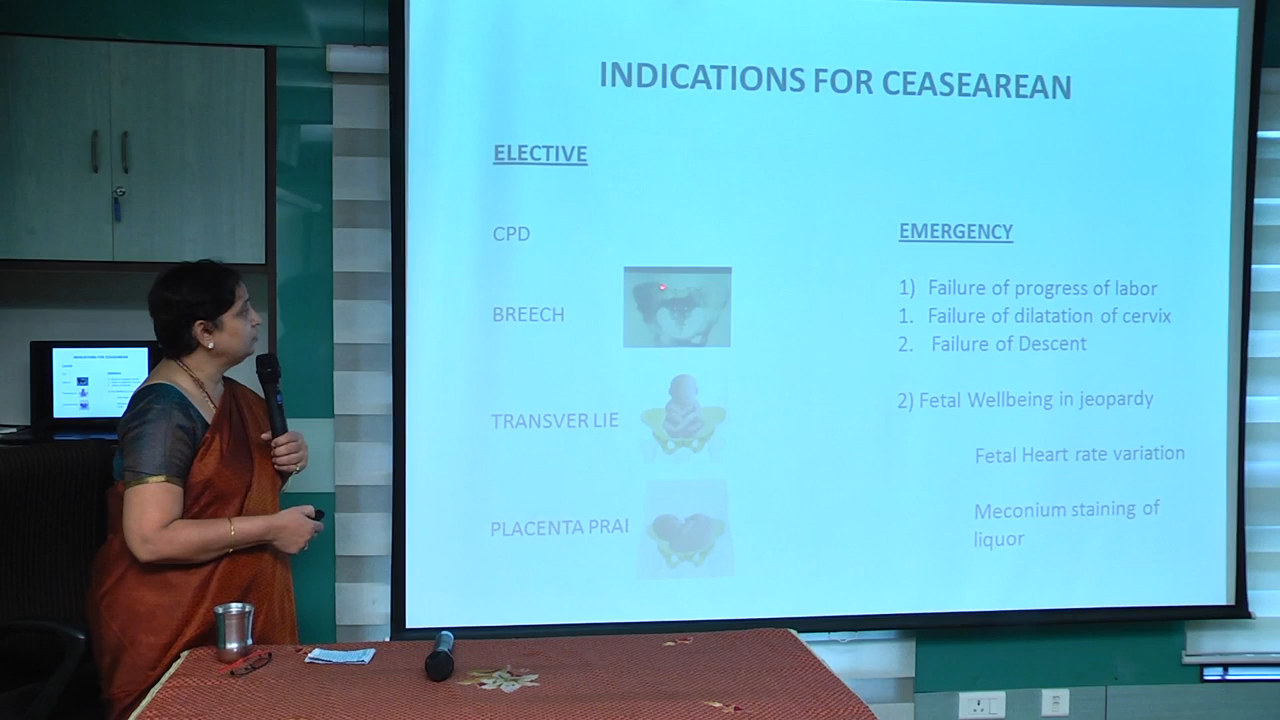 INDICATIONS FOR CEASEAREAN
ELECTIVE
CPD
BREECH
TRANSVER LIE
PLACENTA PRAI
EMERGENCY
1) Failure of progress of labor
1. Failure of dilatation of cervix
2. Failure of Descent
2) Fetal Wellbeing in jeopardy
Fetal Heart rate variation
Meconium staining of
liquor